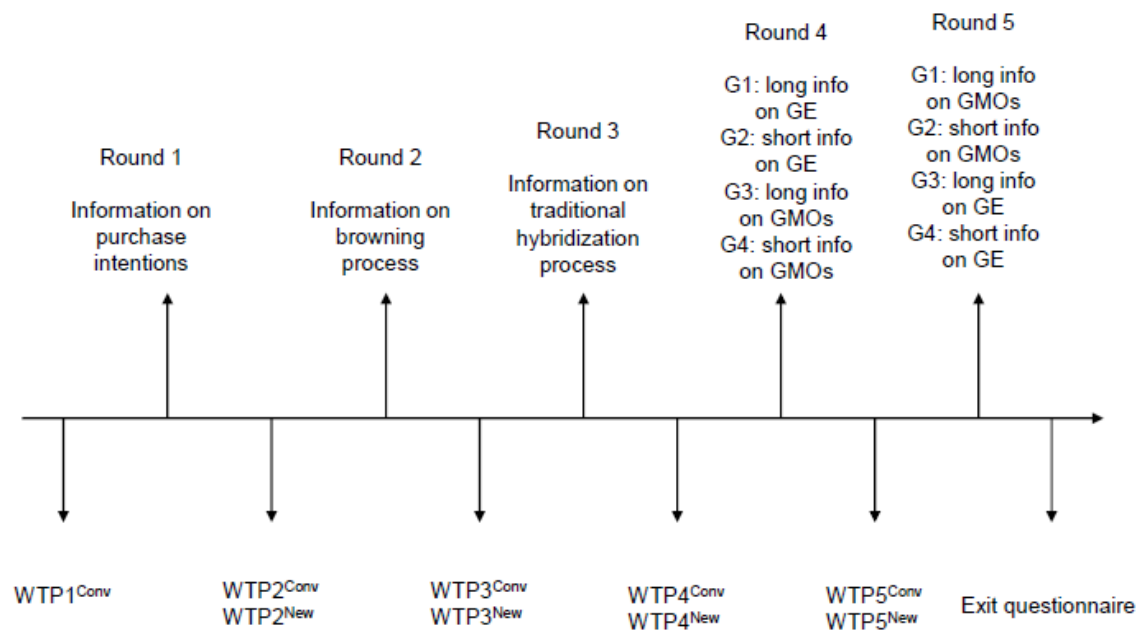 Round 1
Information on
purchase
intentions
Round 2
Information on
browning
process
Round 3
Information on
traditional
hybridization
process
Round 4
G1: long info
on GE
G2: short info
on GE
G3: long info
on GMOs
G4: short info
on GMOs
Round 5
G1: long info
on GMOs
G2: short info
on GMOs
G3: long info
on GE
G4: short info
on GE
WTP1Conv
WTP2Conv
WTP2New
WTP3Conv
WTP3New
WTP4Conv
WTP4New
WTP5Conv
WTP5New
Exit questionnaire